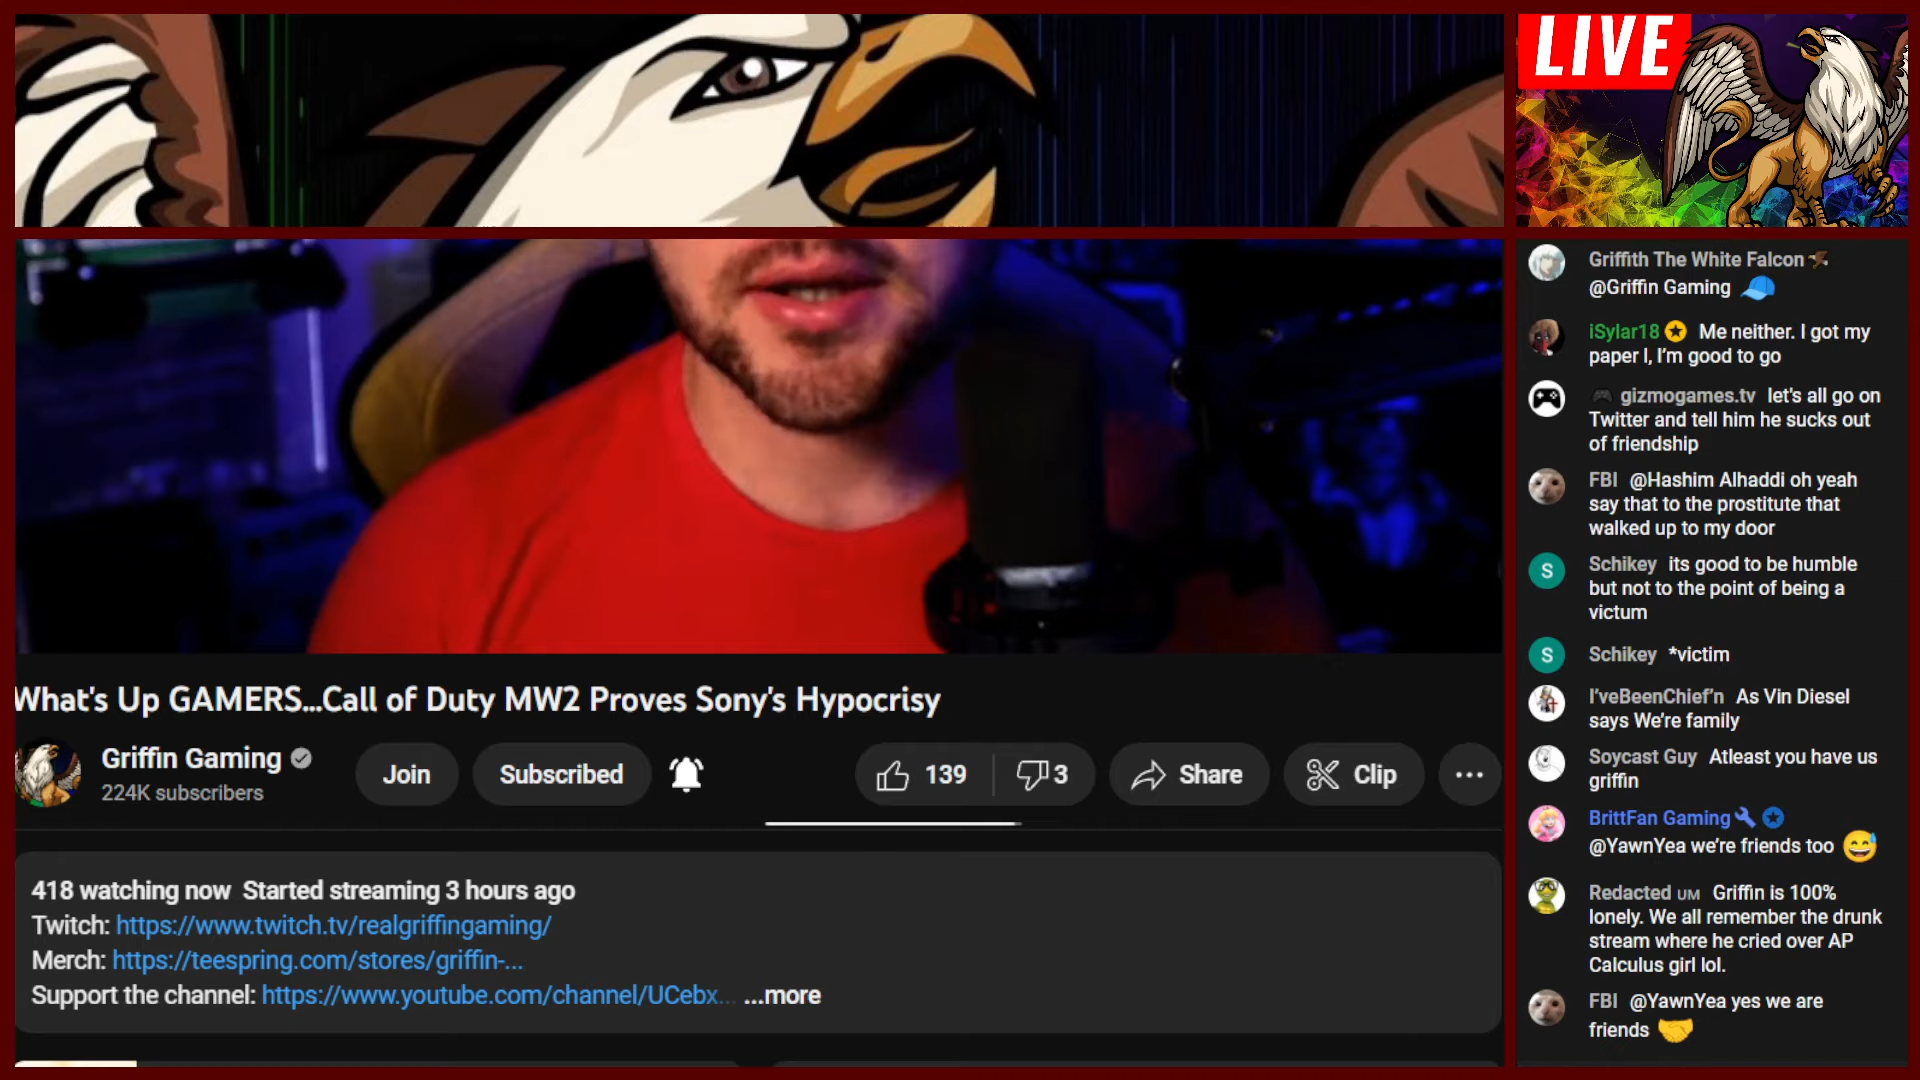 LIVE
Griffith The White Falcon
@Griffin Gaming
iSylar18 Me neither. I got my
paper I, I'm good to go
gizmogames.tv let's all go on
Twitter and tell him he sucks out
of friendship
FBI @Hashim Alhaddi oh yeah
say that to the prostitute that
walked up to my door
S
Schikey its good to be humble
but not to the point of being a
victum
S
Schikey *victim
I'veBeenChief'n As Vin Diesel
says We're family
Soycast Guy Atleast you have us
griffin
BrittFan Gaming
@YawnYea we're friends too
Redacted UM Griffin is 100%
lonely. We all remember the drunk
stream where he cried over AP
Calculus girl lol.
FBI @YawnYea yes we are
friends
What's Up GAMERS...Call of Duty MW2 Proves Sony's Hypocrisy
Griffin Gaming
224K subscribers
Join
Subscribed
139
3
Share
Clip
...
418 watching now Started streaming 3 hours ago
Twitch: https://www.twitch.tv/realgriffingaming/
Merch: https://teespring.com/stores/griffin-...
Support the channel: https://www.youtube.com/channel/UCebx... ...more